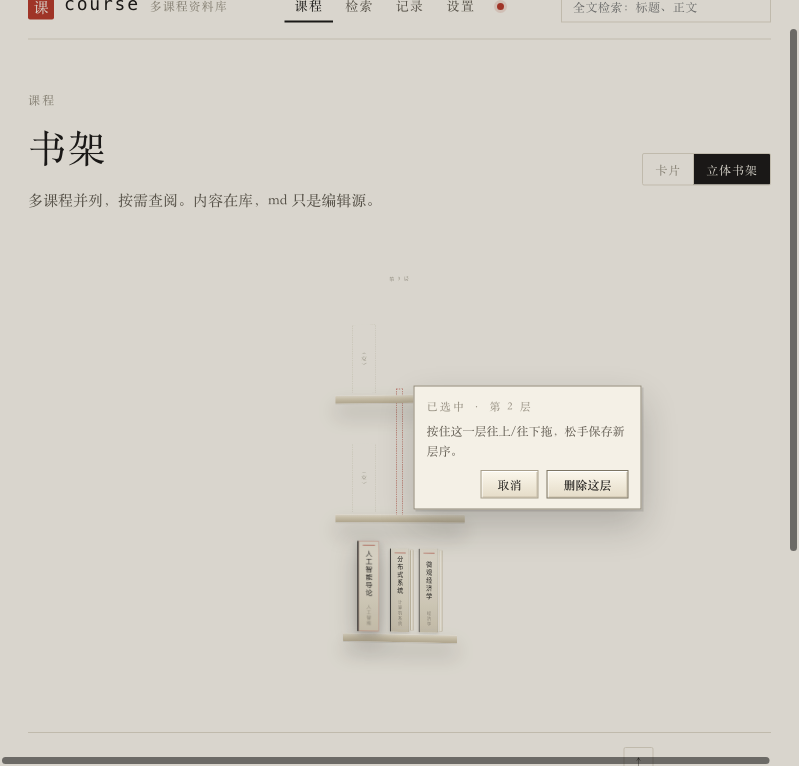 课 course 多课程资料库 课程 检索 记录 设置 全文检索：标题、正文
课程
书架
卡片 立体书架
多课程并列，按需查阅。内容在库，md 只是编辑源。
已选中 · 第 2 层
按住这一层往上/往下拖，松手保存新
层序。
取消 删除这层
人工智能导论
分布式系统
微观经济学
↑